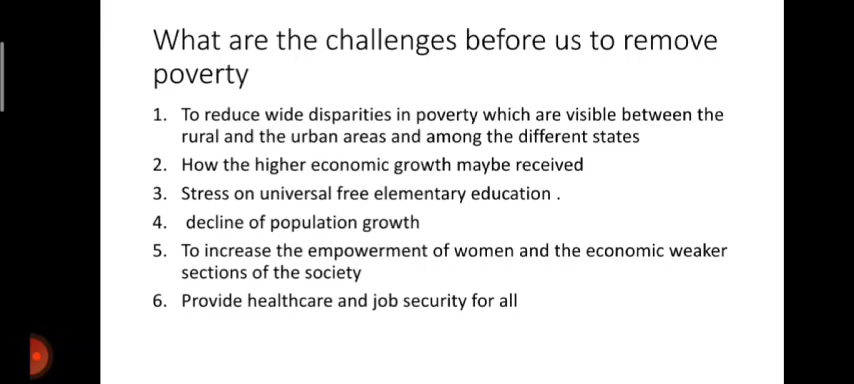 What are the challenges before us to remove
poverty
1. To reduce wide disparities in poverty which are visible between the
rural and the urban areas and among the different states
2. How the higher economic growth maybe received
3. Stress on universal free elementary education .
4. decline of population growth
5. To increase the empowerment of women and the economic weaker
sections of the society
6. Provide healthcare and job security for all